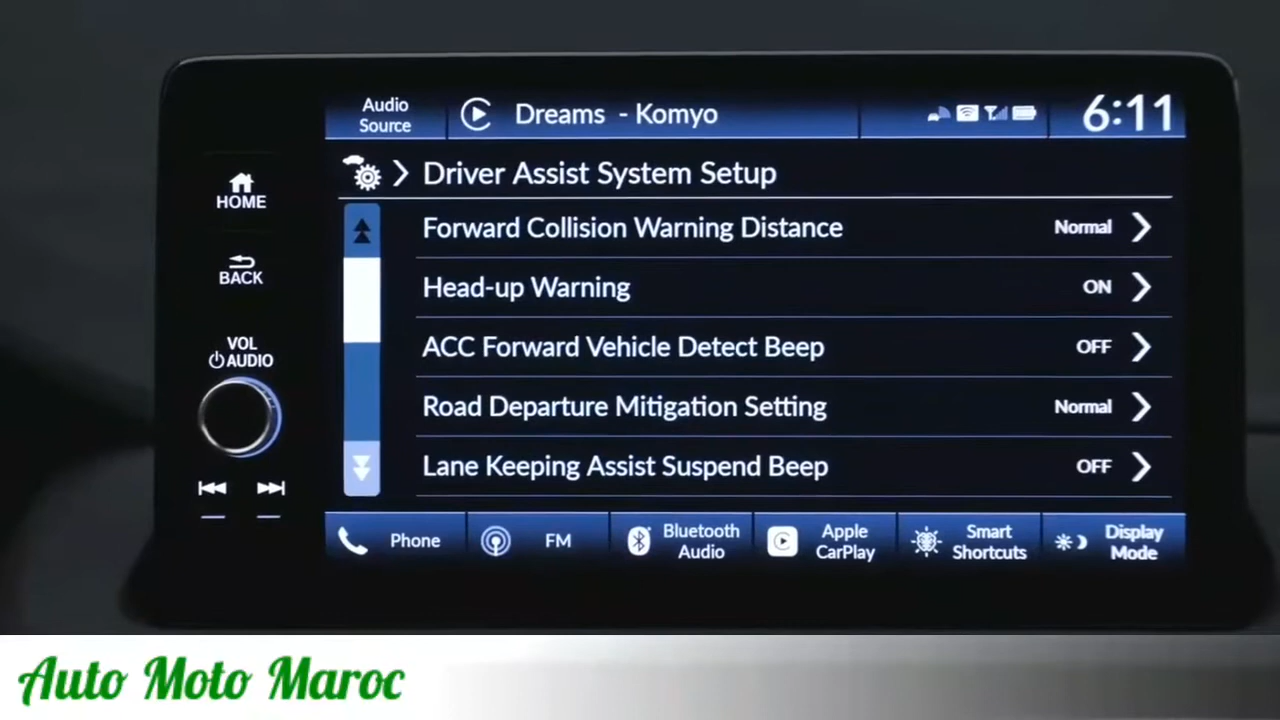 Audio
Source
Dreams - Komyo
6:11
HOME
BACK
VOL
AUDIO
Driver Assist System Setup
Forward Collision Warning Distance
Normal
Head-up Warning
ON
ACC Forward Vehicle Detect Beep
OFF
Road Departure Mitigation Setting
Normal
Lane Keeping Assist Suspend Beep
OFF
Phone
FM
Bluetooth
Audio
Apple
CarPlay
Smart
Shortcuts
Display
Mode
Auto Moto Maroc